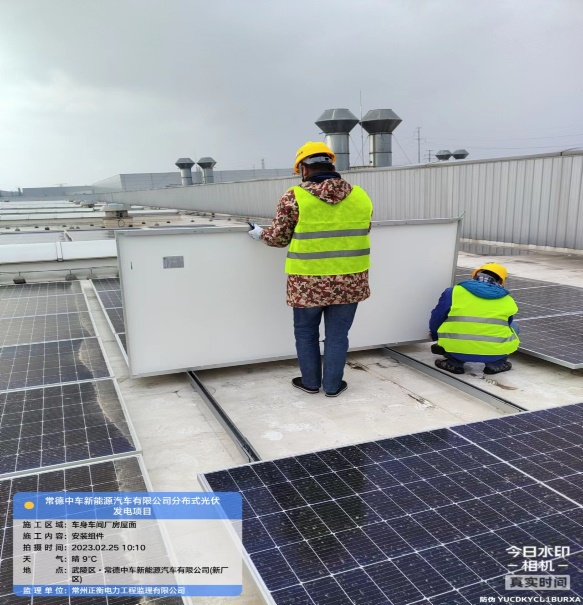 常德中车新能源汽车有限公司分布式光伏
发电项目
施工区域：车身车间厂房屋面
施工内容：安装组件
拍摄时间：2023.02.25 10:10
天 气：晴 9℃
地 点：武陵区·常德中车新能源汽车有限公司(新厂
区)
监理单位：常州正衡电力工程监理有限公司
今日水印
相机
真实时间
防伪 YUCDKYCL1BURXA